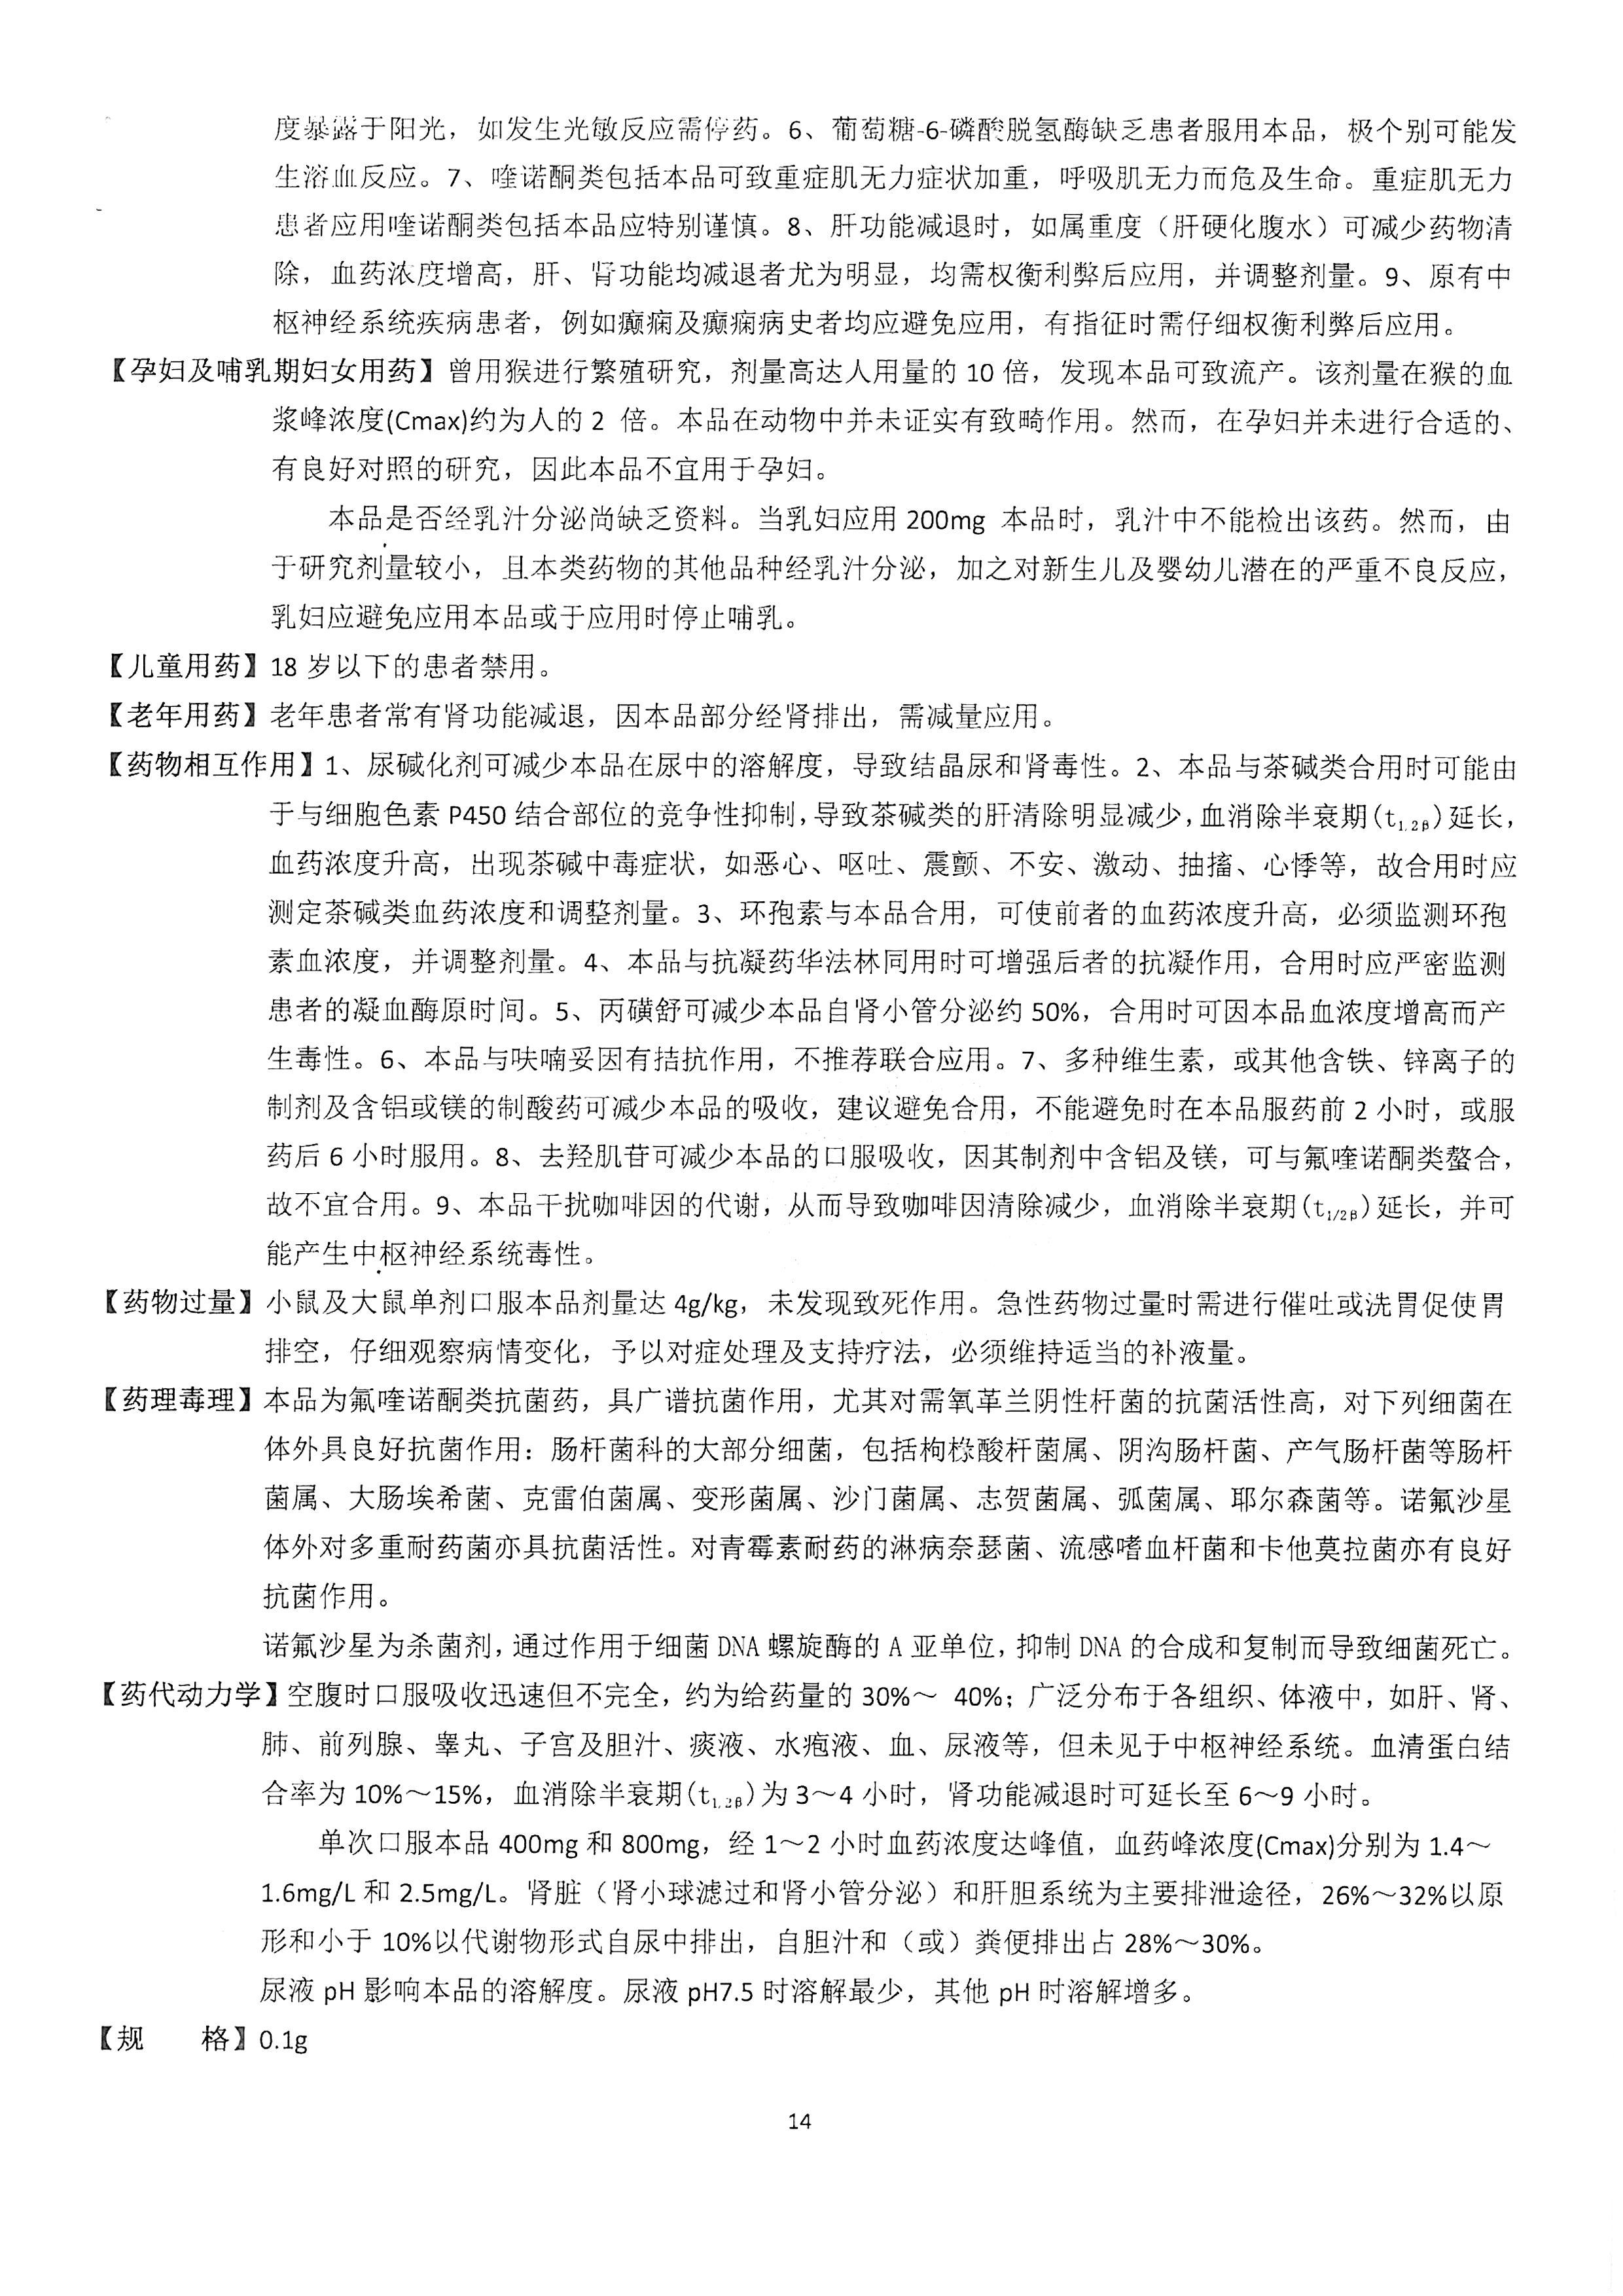 度暴露于阳光，如发生光敏反应需停药。6、葡萄糖-6-磷酸脱氢酶缺乏患者服用本品，极个别可能发
生溶血反应。7、喹诺酮类包括本品可致重症肌无力症状加重，呼吸肌无力而危及生命。重症肌无力
患者应用喹诺酮类包括本品应特别谨慎。8、肝功能减退时，如属重度（肝硬化腹水）可减少药物清
除，血药浓度增高，肝、肾功能均减退者尤为明显，均需权衡利弊后应用，并调整剂量。9、原有中
枢神经系统疾病患者，例如癫痫及癫痫病史者均应避免应用，有指征时需仔细权衡利弊后应用。
【孕妇及哺乳期妇女用药】曾用猴进行繁殖研究，剂量高达人用量的 10 倍，发现本品可致流产。该剂量在猴的血
浆峰浓度(Cmax)约为人的 2 倍。本品在动物中并未证实有致畸作用。然而，在孕妇并未进行合适的、
有良好对照的研究，因此本品不宜用于孕妇。
本品是否经乳汁分泌尚缺乏资料。当乳妇应用 200mg 本品时，乳汁中不能检出该药。然而，由
于研究剂量较小，且本类药物的其他品种经乳汁分泌，加之对新生儿及婴幼儿潜在的严重不良反应，
乳妇应避免应用本品或于应用时停止哺乳。
【儿童用药】18 岁以下的患者禁用。
【老年用药】老年患者常有肾功能减退，因本品部分经肾排出，需减量应用。
【药物相互作用】1、尿碱化剂可减少本品在尿中的溶解度，导致结晶尿和肾毒性。2、本品与茶碱类合用时可能由
于与细胞色素 P450 结合部位的竞争性抑制，导致茶碱类的肝清除明显减少，血消除半衰期(t1/2β)延长，
血药浓度升高，出现茶碱中毒症状，如恶心、呕吐、震颤、不安、激动、抽搐、心悸等，故合用时应
测定茶碱类血药浓度和调整剂量。3、环孢素与本品合用，可使前者的血药浓度升高，必须监测环孢
素血浓度，并调整剂量。4、本品与抗凝药华法林同用时可增强后者的抗凝作用，合用时应严密监测
患者的凝血酶原时间。5、丙磺舒可减少本品自肾小管分泌约 50%，合用时可因本品血浓度增高而产
生毒性。6、本品与呋喃妥因有拮抗作用，不推荐联合应用。7、多种维生素，或其他含铁、锌离子的
制剂及含铝或镁的制酸药可减少本品的吸收，建议避免合用，不能避免时在本品服药前 2 小时，或服
药后 6 小时服用。8、去羟肌苷可减少本品的口服吸收，因其制剂中含铝及镁，可与氟喹诺酮类螯合，
故不宜合用。9、本品干扰咖啡因的代谢，从而导致咖啡因清除减少，血消除半衰期(t1/2β)延长，并可
能产生中枢神经系统毒性。
【药物过量】小鼠及大鼠单剂口服本品剂量达 4g/kg，未发现致死作用。急性药物过量时需进行催吐或洗胃促使胃
排空，仔细观察病情变化，予以对症处理及支持疗法，必须维持适当的补液量。
【药理毒理】本品为氟喹诺酮类抗菌药，具广谱抗菌作用，尤其对需氧革兰阴性杆菌的抗菌活性高，对下列细菌在
体外具良好抗菌作用：肠杆菌科的大部分细菌，包括枸橼酸杆菌属、阴沟肠杆菌、产气肠杆菌等肠杆
菌属、大肠埃希菌、克雷伯菌属、变形菌属、沙门菌属、志贺菌属、弧菌属、耶尔森菌等。诺氟沙星
体外对多重耐药菌亦具抗菌活性。对青霉素耐药的淋病奈瑟菌、流感嗜血杆菌和卡他莫拉菌亦有良好
抗菌作用。
诺氟沙星为杀菌剂，通过作用于细菌 DNA 螺旋酶的 A 亚单位，抑制 DNA 的合成和复制而导致细菌死亡。
【药代动力学】空腹时口服吸收迅速但不完全，约为给药量的 30%～ 40%；广泛分布于各组织、体液中，如肝、肾、
肺、前列腺、睾丸、子宫及胆汁、痰液、水疱液、血、尿液等，但未见于中枢神经系统。血清蛋白结
合率为 10%～15%，血消除半衰期(t1/2β)为 3～4 小时，肾功能减退时可延长至 6～9 小时。
单次口服本品 400mg 和 800mg，经 1～2 小时血药浓度达峰值，血药峰浓度(Cmax)分别为 1.4～
1.6mg/L 和 2.5mg/L。肾脏（肾小球滤过和肾小管分泌）和肝胆系统为主要排泄途径，26%～32%以原
形和小于 10%以代谢物形式自尿中排出，自胆汁和（或）粪便排出占 28%～30%。
尿液 pH 影响本品的溶解度。尿液 pH7.5 时溶解最少，其他 pH 时溶解增多。
【规　　格】0.1g
14